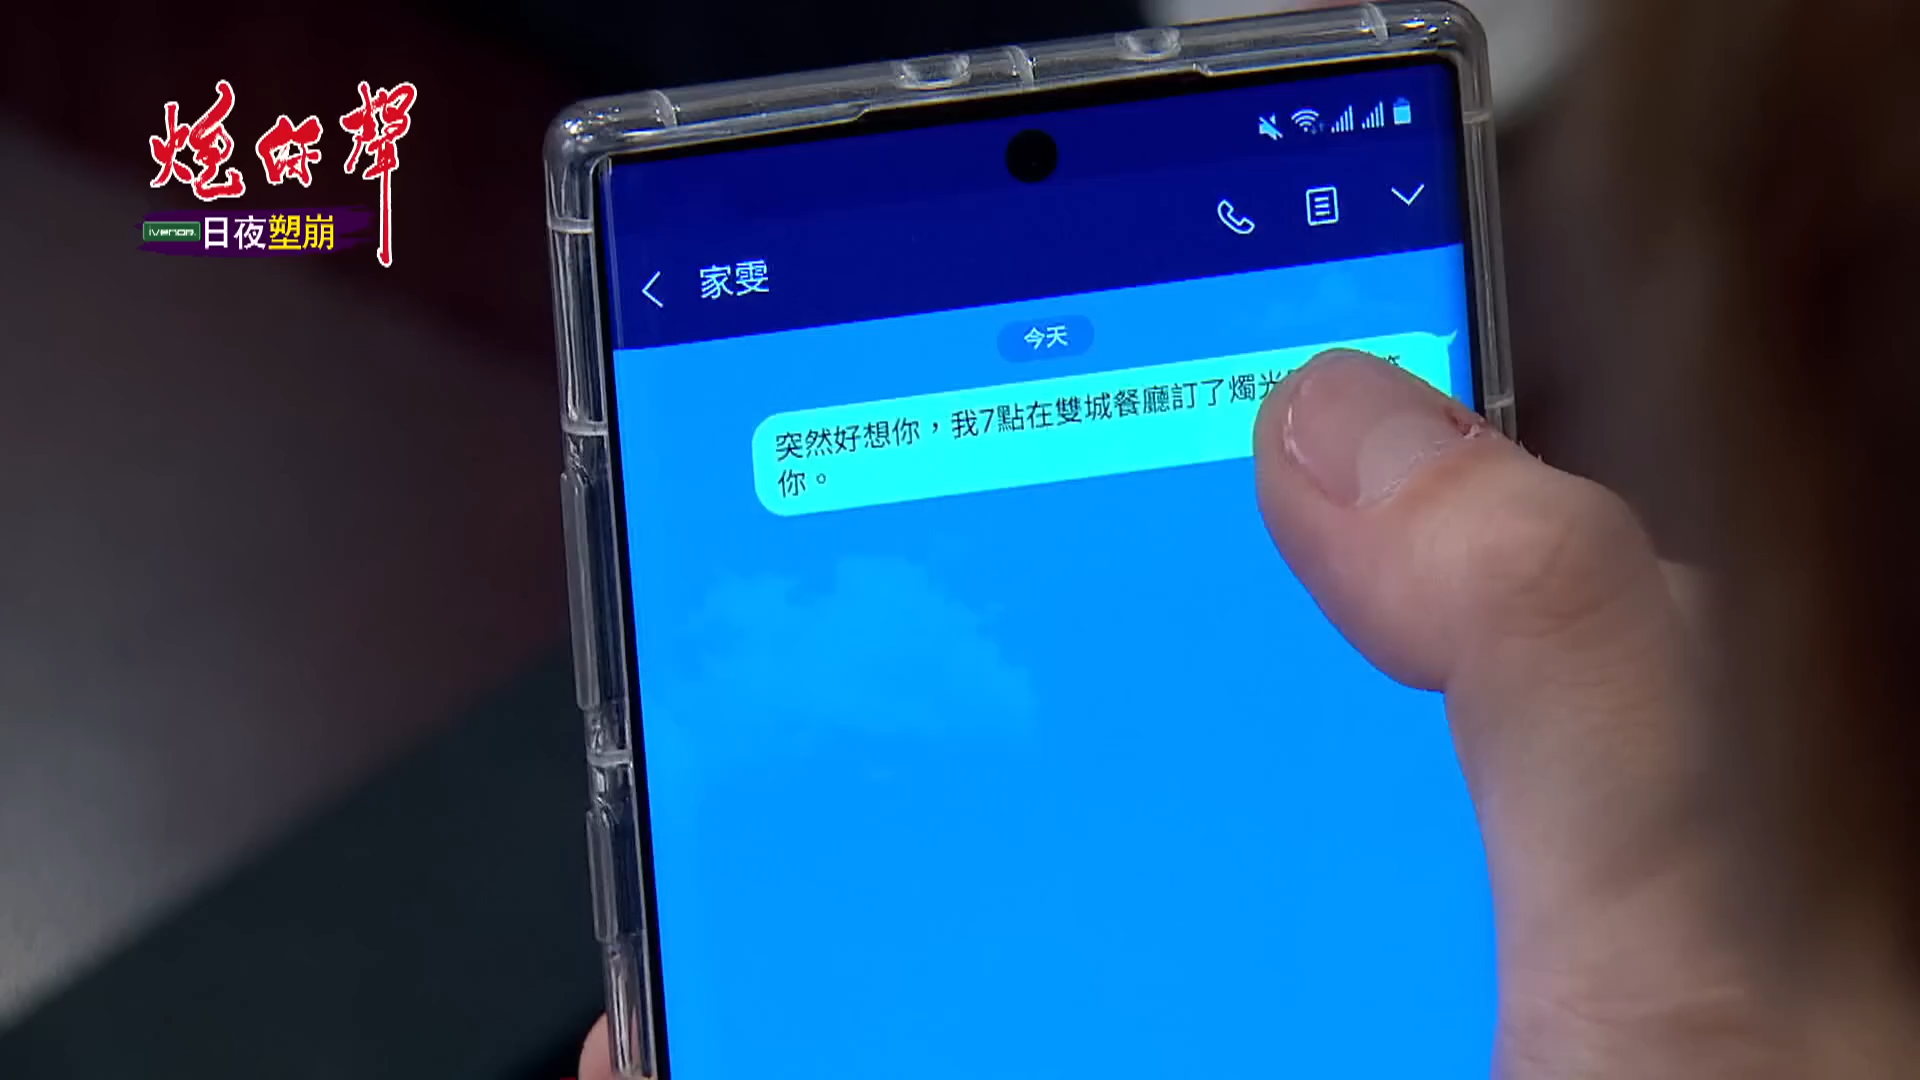 炮仔聲
ivenor.
日夜塑崩
家雯
今天
突然好想你，我7點在雙城餐廳訂了燭光
你。